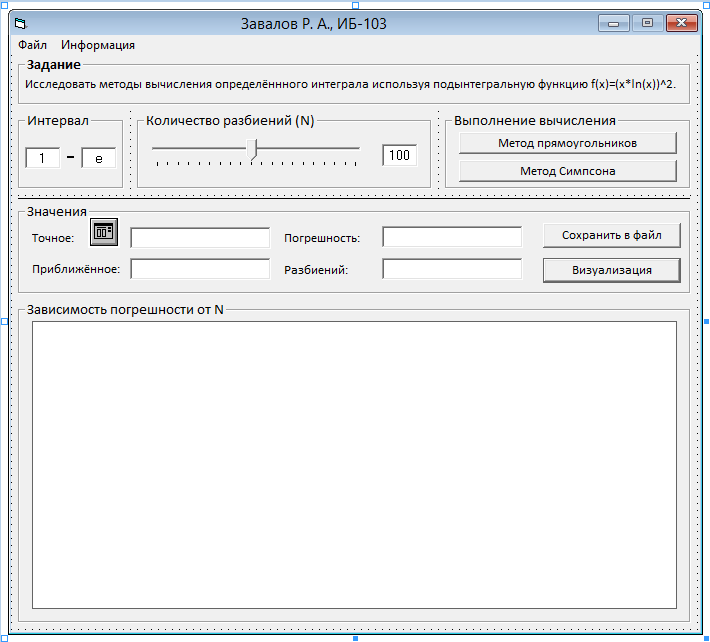 Завалов Р. А., ИБ-103
Файл Информация
Задание
Исследовать методы вычисления определённного интеграла используя подынтегральную функцию f(x)=(x*ln(x))^2.
Интервал
1 - e
Количество разбиений (N)
100
Выполнение вычисления
Метод прямоугольников
Метод Симпсона
Значения
Точное:
Погрешность:
Сохранить в файл
Приближённое:
Разбиений:
Визуализация
Зависимость погрешности от N